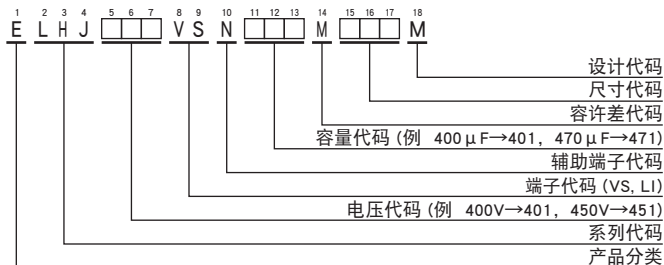 1 2 3 4 5 6 7 8 9 10 11 12 13 14 15 16 17 18
E L H J □□□ V S N □□□ M □□□ M
设计代码
尺寸代码
容许差代码
容量代码 (例 400μF→401, 470μF→471)
辅助端子代码
端子代码 (VS, LI)
电压代码 (例 400V→401, 450V→451)
系列代码
产品分类